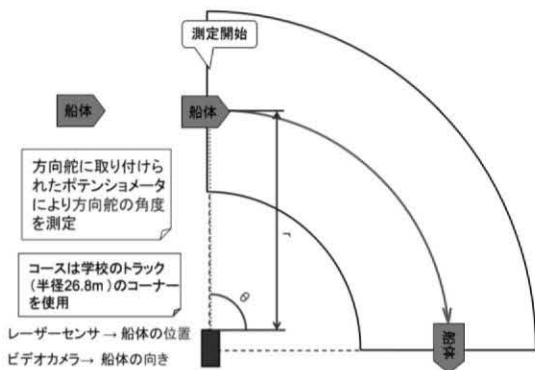 測定開始
船体
船体
方向舵に取り付けら
れたポテンショメータ
により方向舵の角度
を測定
r
コースは学校のトラック
(半径26.8m)のコーナー
を使用
θ
レーザーセンサ → 船体の位置
ビデオカメラ→ 船体の向き
船体